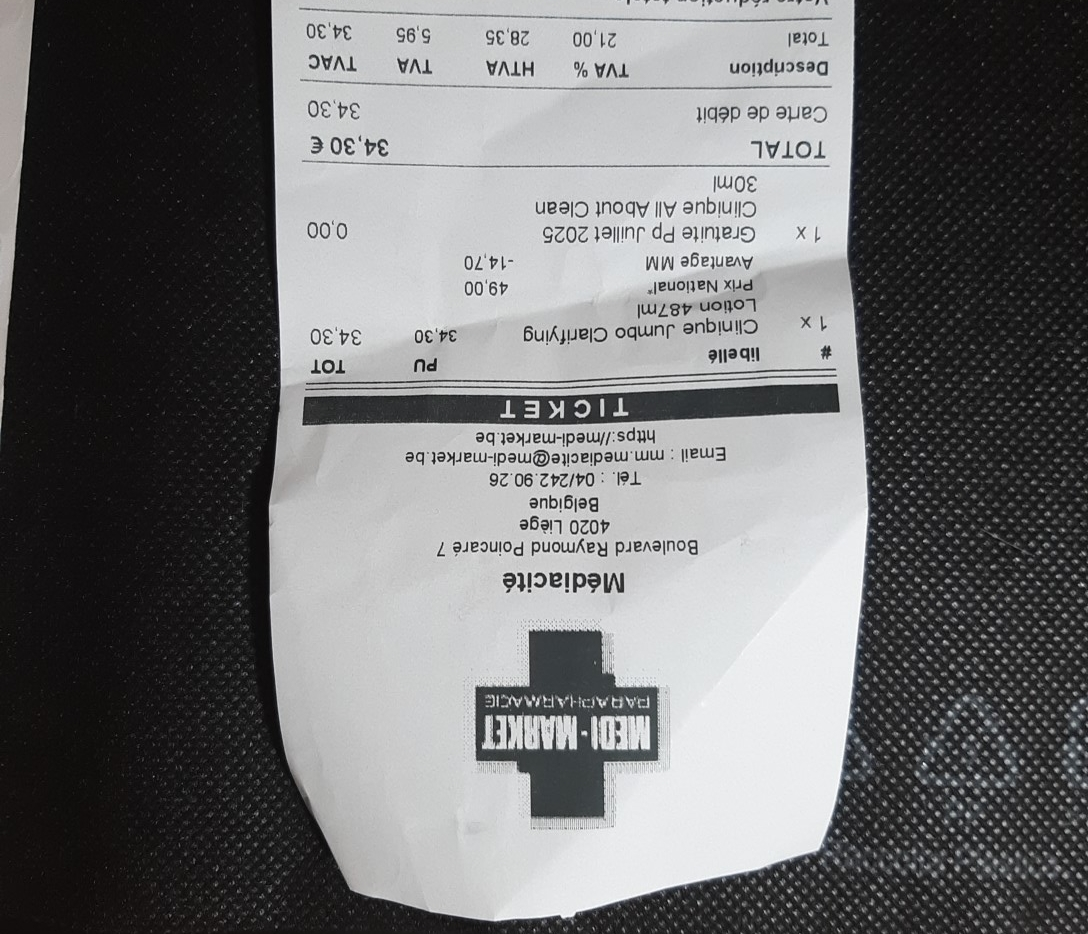 MEDI-MARKET
PARAPHARMACIE
Médiacité
Boulevard Raymond Poincaré 7
4020 Liège
Belgique
Tél. : 04/242.90.26
Email : mm.mediacite@medi-market.be
https://medi-market.be
TICKET
# libellé PU TOT
1 x Clinique Jumbo Clarifying 34,30 34,30
Lotion 487ml
Prix National* 49,00
Avantage MM -14,70
1 x Gratuite Pp Juillet 2025 0,00
Clinique All About Clean
30ml
TOTAL 34,30 €
Carte de débit 34,30
Description TVA % HTVA TVA TVAC
Total 21,00 28,35 5,95 34,30